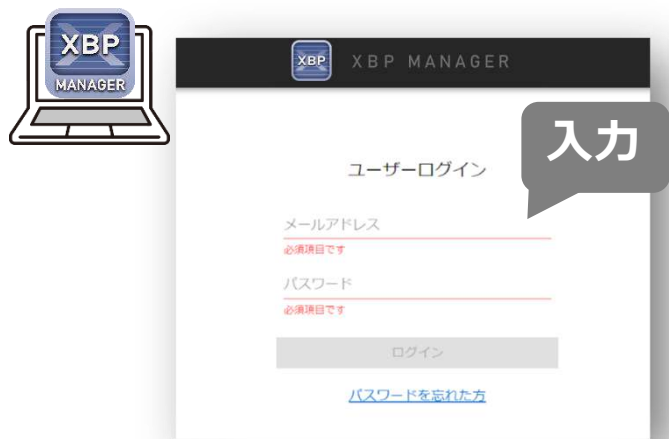 XBP
MANAGER
XBP
XBP MANAGER
入力
ユーザーログイン
メールアドレス
必須項目です
パスワード
必須項目です
ログイン
パスワードを忘れた方